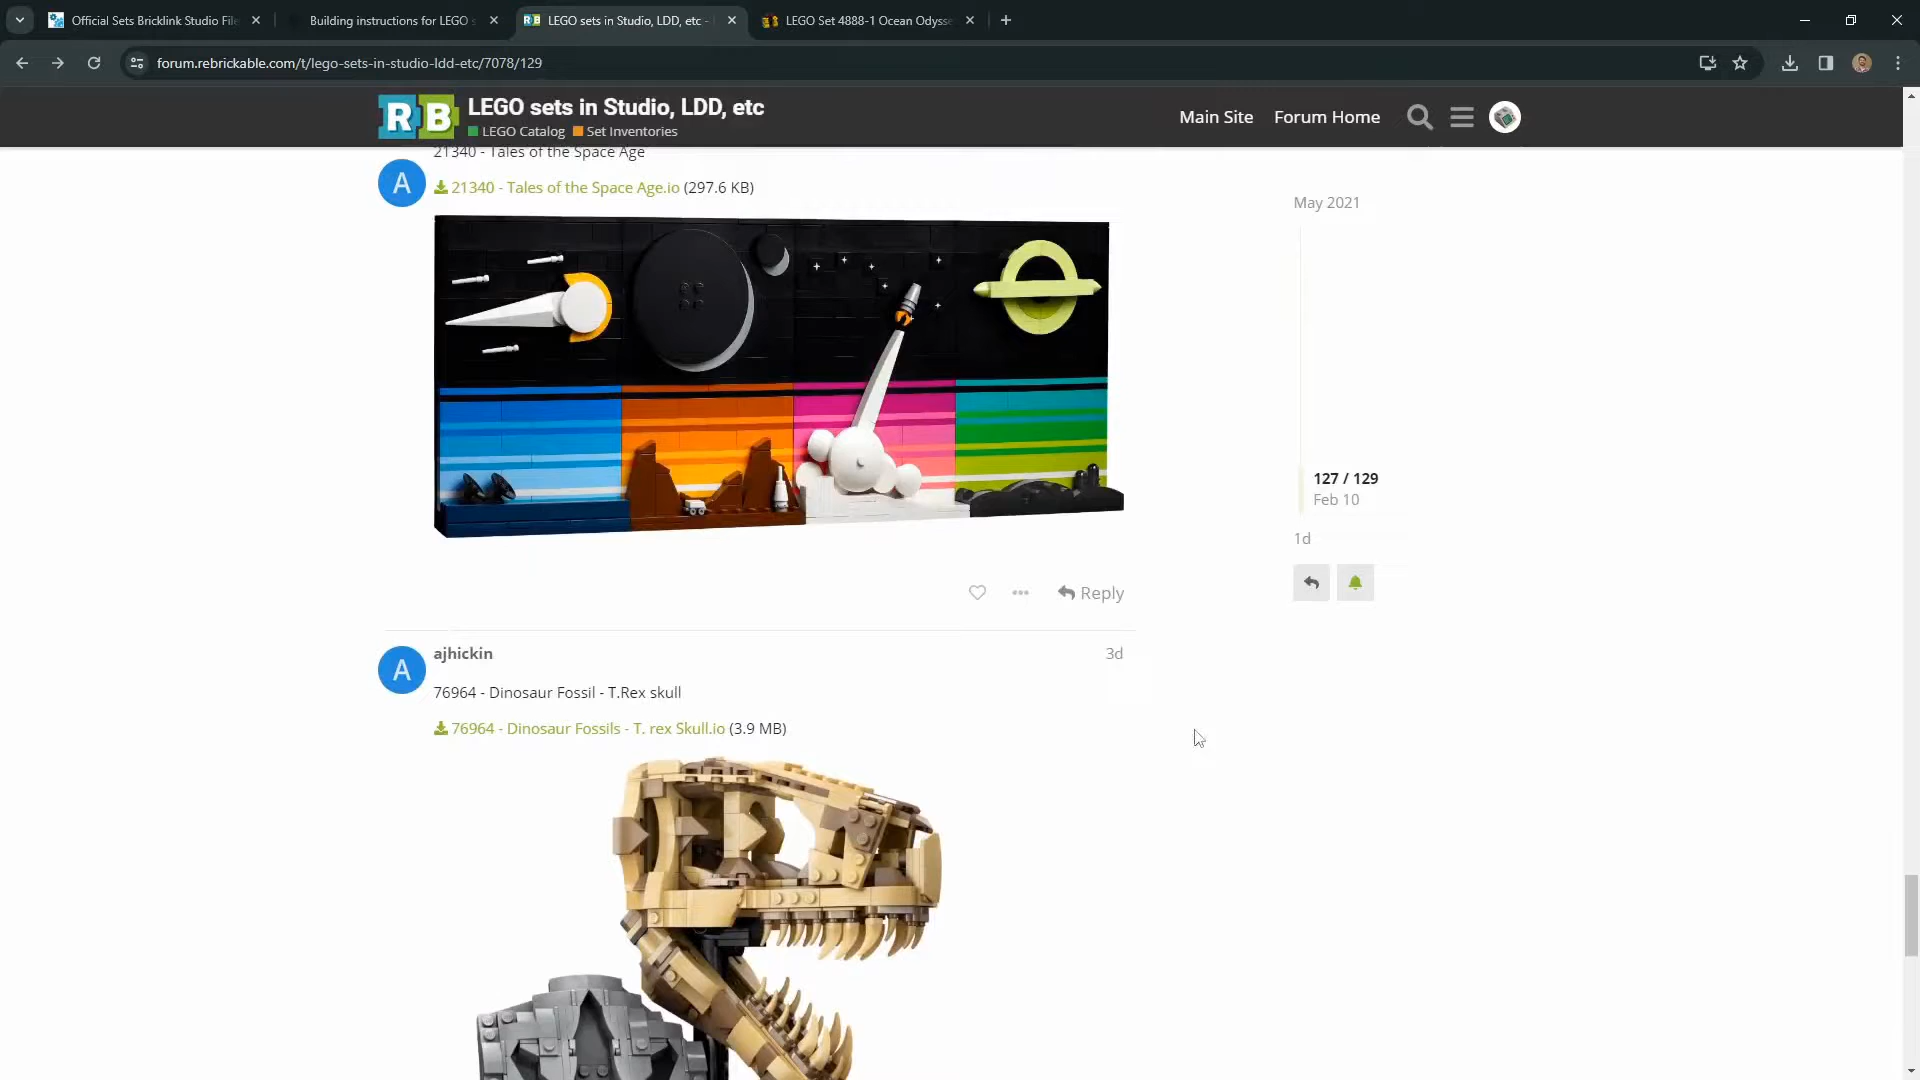 Official Sets Bricklink Studio File
Building instructions for LEGO s
RB
LEGO sets in Studio, LDD, etc -
LEGO Set 4888-1 Ocean Odysse
forum.rebrickable.com/t/lego-sets-in-studio-ldd-etc/7078/129
RB
LEGO sets in Studio, LDD, etc
LEGO Catalog
Set Inventories
Main Site
Forum Home
21340 - Tales of the Space Age
A
21340 - Tales of the Space Age.io (297.6 KB)
May 2021
127 / 129
Feb 10
1d
Reply
A
ajhickin
3d
76964 - Dinosaur Fossil - T.Rex skull
76964 - Dinosaur Fossils - T. rex Skull.io (3.9 MB)